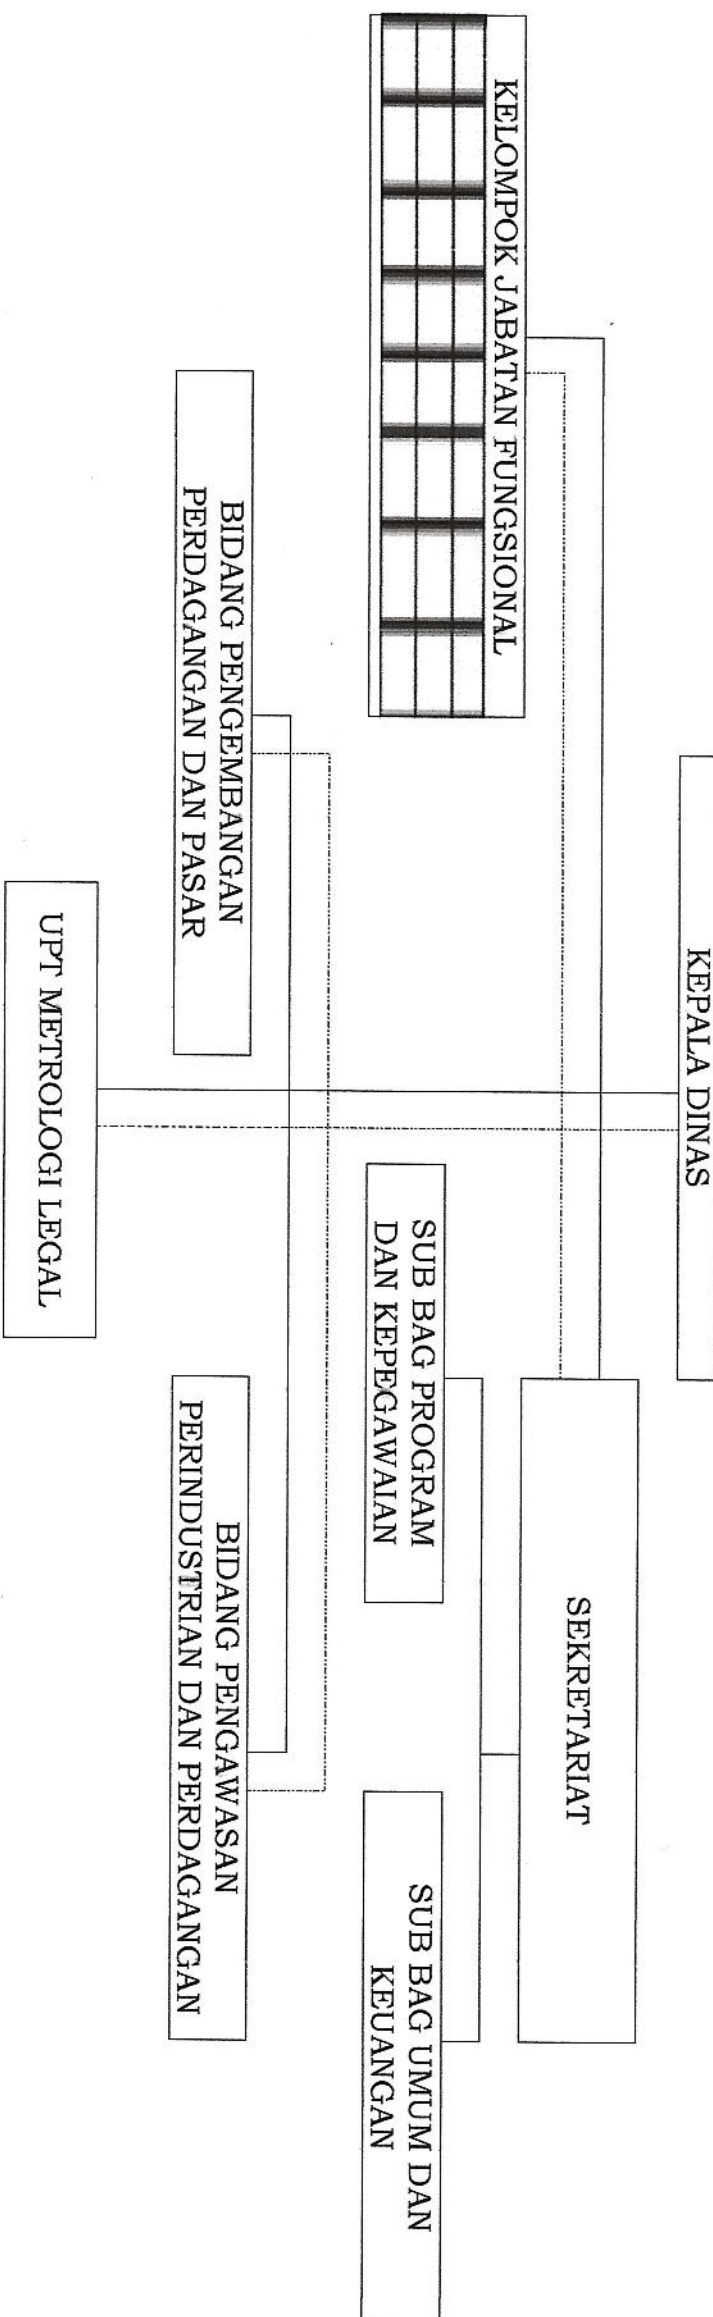 KEPALA DINAS
KELOMPOK JABATAN FUNGSIONAL
SEKRETARIAT
SUB BAG PROGRAM
DAN KEPEGAWAIAN
SUB BAG UMUM DAN
KEUANGAN
BIDANG PENGEMBANGAN
PERDAGANGAN DAN PASAR
BIDANG PENGAWASAN
PERINDUSTRIAN DAN PERDAGANGAN
UPT METROLOGI LEGAL